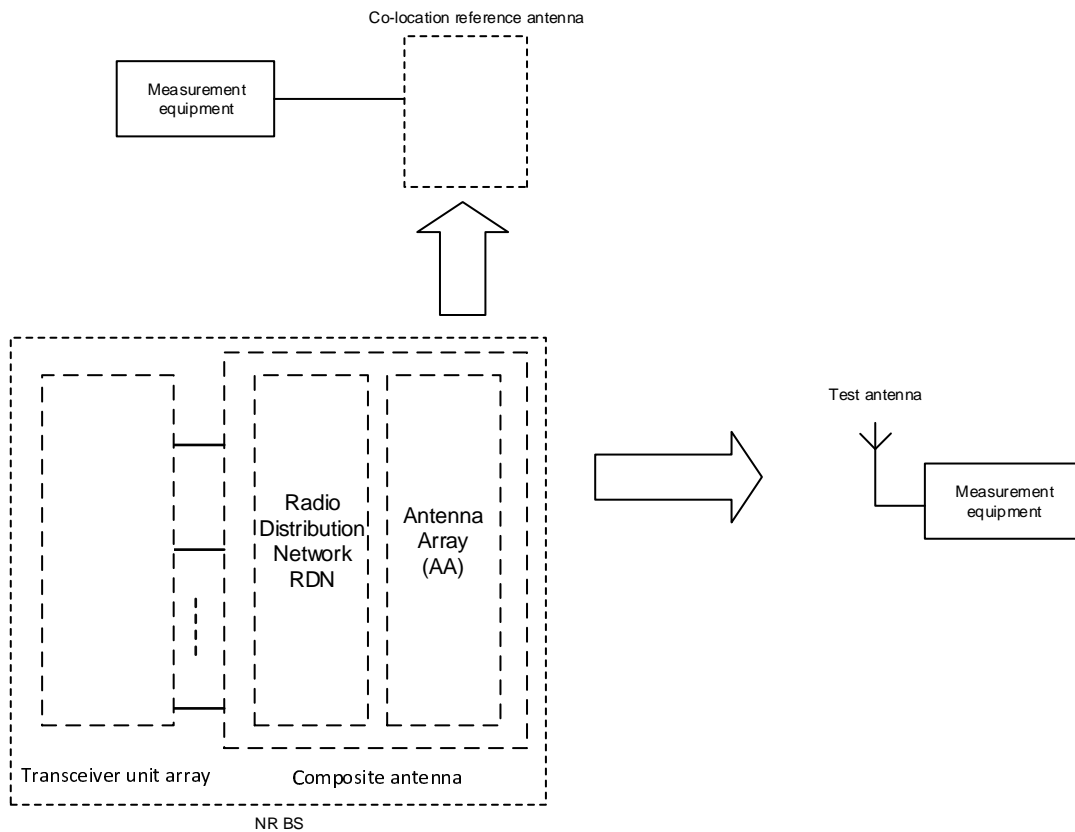 Co-location reference antenna
Measurement
equipment
Test antenna
Measurement
equipment
Radio
Distribution
Network
RDN
Antenna
Array
(AA)
Transceiver unit array
Composite antenna
NR BS